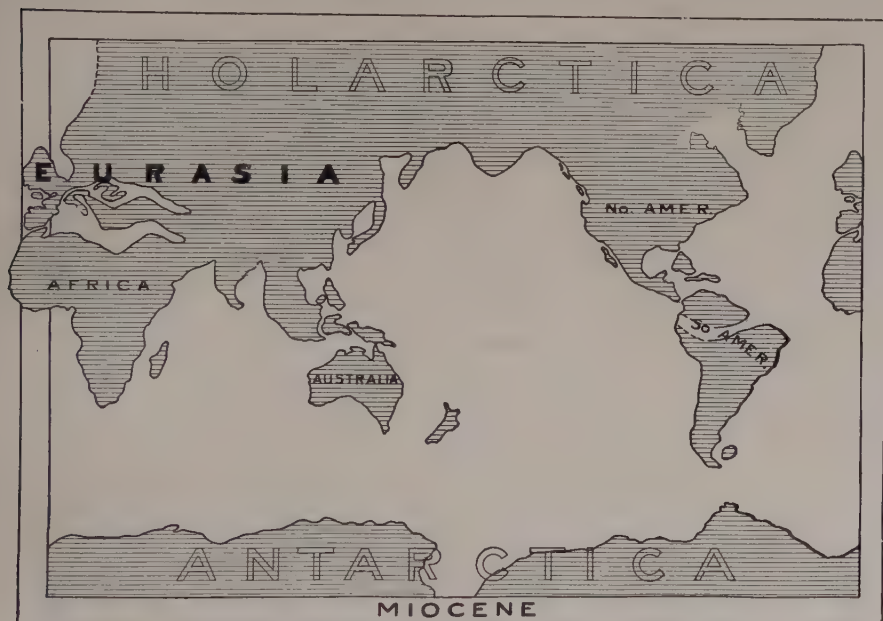 HOLARCTICA
EURASIA
No. AMER.
AFRICA
So AMER.
AUSTRALIA
ANTARCTICA
MIOCENE